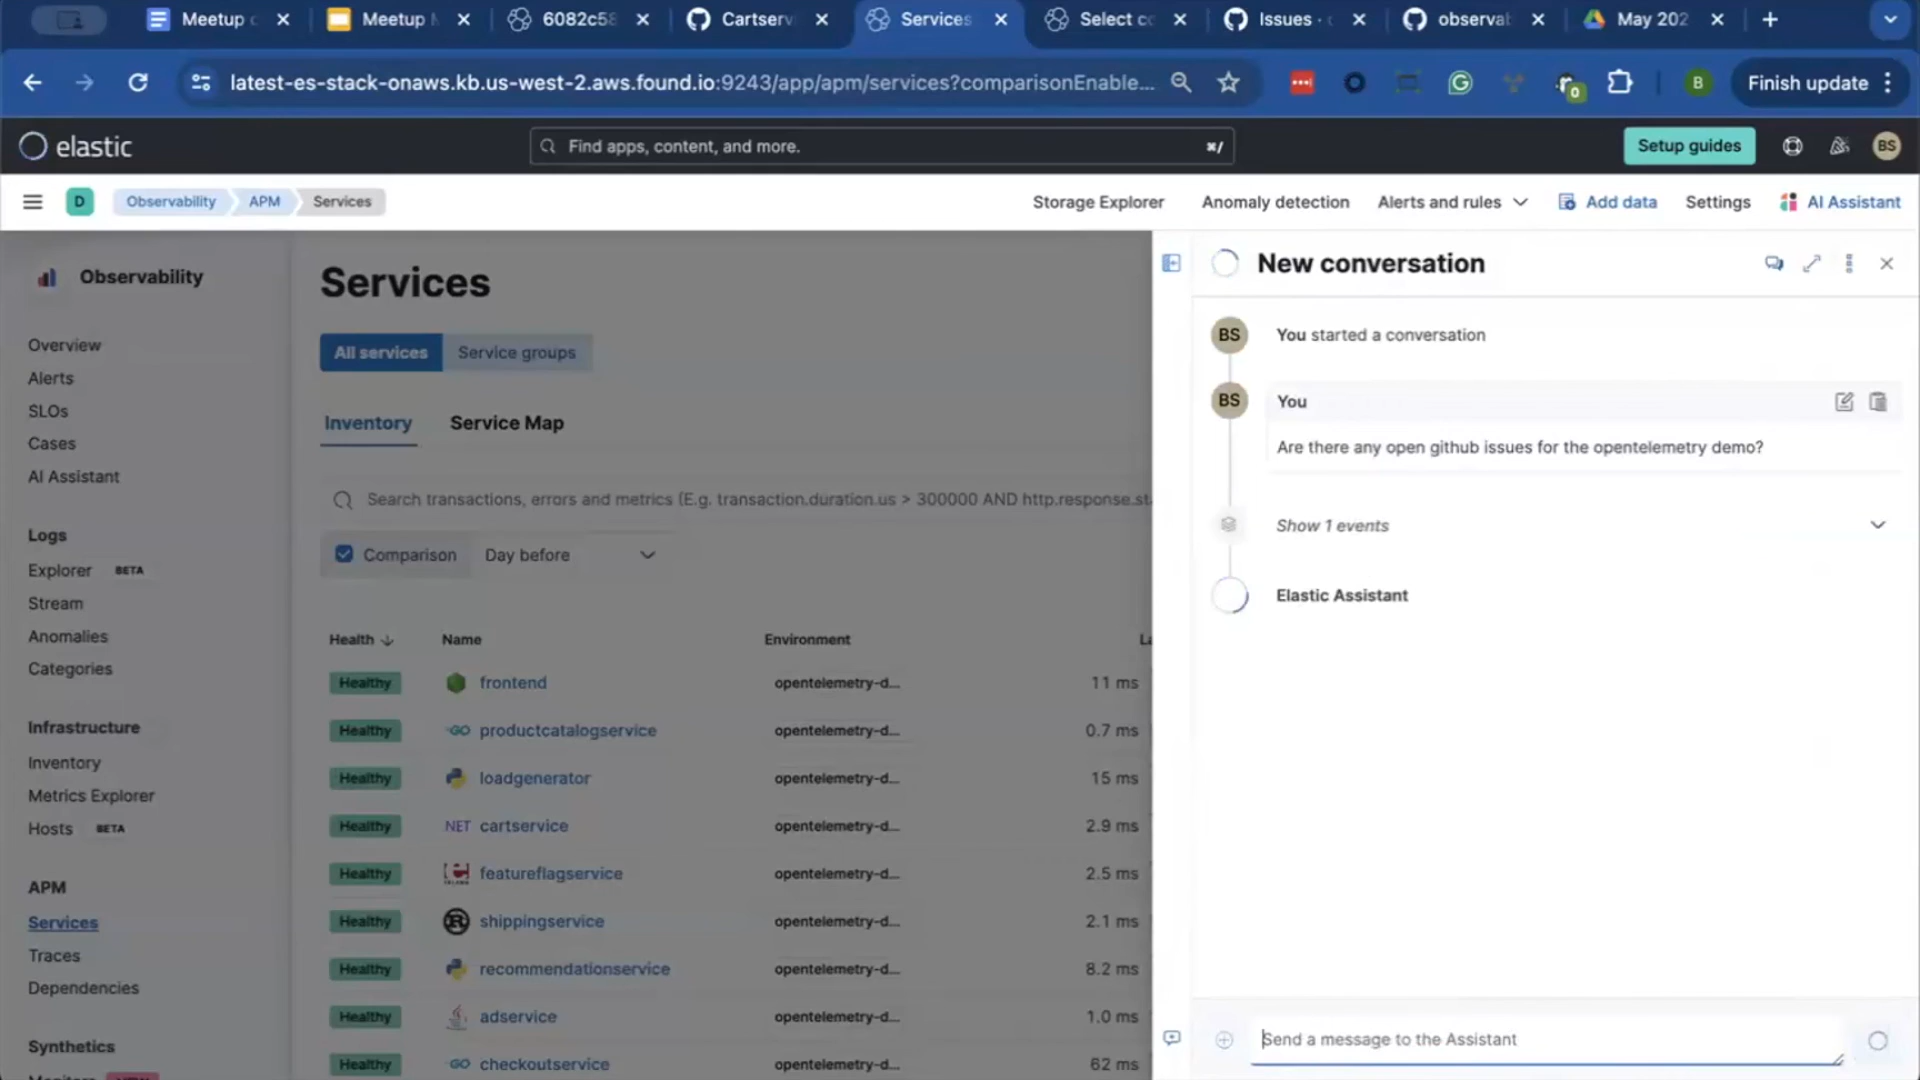 Meetup
Meetup
6082c58
Cartserv
Services
Select co
Issues ·
observab
May 202
latest-es-stack-onaws.kb.us-west-2.aws.found.io:9243/app/apm/services?comparisonEnable...
B
Finish update
elastic
Find apps, content, and more.
⌘/
Setup guides
BS
D
Observability
APM
Services
Storage Explorer
Anomaly detection
Alerts and rules
Add data
Settings
AI Assistant
Observability
Overview
Alerts
SLOs
Cases
AI Assistant
Logs
Explorer BETA
Stream
Anomalies
Categories
Infrastructure
Inventory
Metrics Explorer
Hosts BETA
APM
Services
Traces
Dependencies
Synthetics
Services
All services
Service groups
Inventory
Service Map
Search transactions, errors and metrics (E.g. transaction.duration.us > 300000 AND http.response.st
Comparison
Day before
Health Name Environment La
Healthy frontend opentelemetry-d... 11 ms
Healthy GO productcatalogservice opentelemetry-d... 0.7 ms
Healthy loadgenerator opentelemetry-d... 15 ms
Healthy NET cartservice opentelemetry-d... 2.9 ms
Healthy featureflagservice opentelemetry-d... 2.5 ms
Healthy shippingservice opentelemetry-d... 2.1 ms
Healthy recommendationservice opentelemetry-d... 8.2 ms
Healthy adservice opentelemetry-d... 1.0 ms
Healthy GO checkoutservice opentelemetry-d... 62 ms
New conversation
BS
You started a conversation
BS
You
Are there any open github issues for the opentelemetry demo?
Show 1 events
Elastic Assistant
Send a message to the Assistant